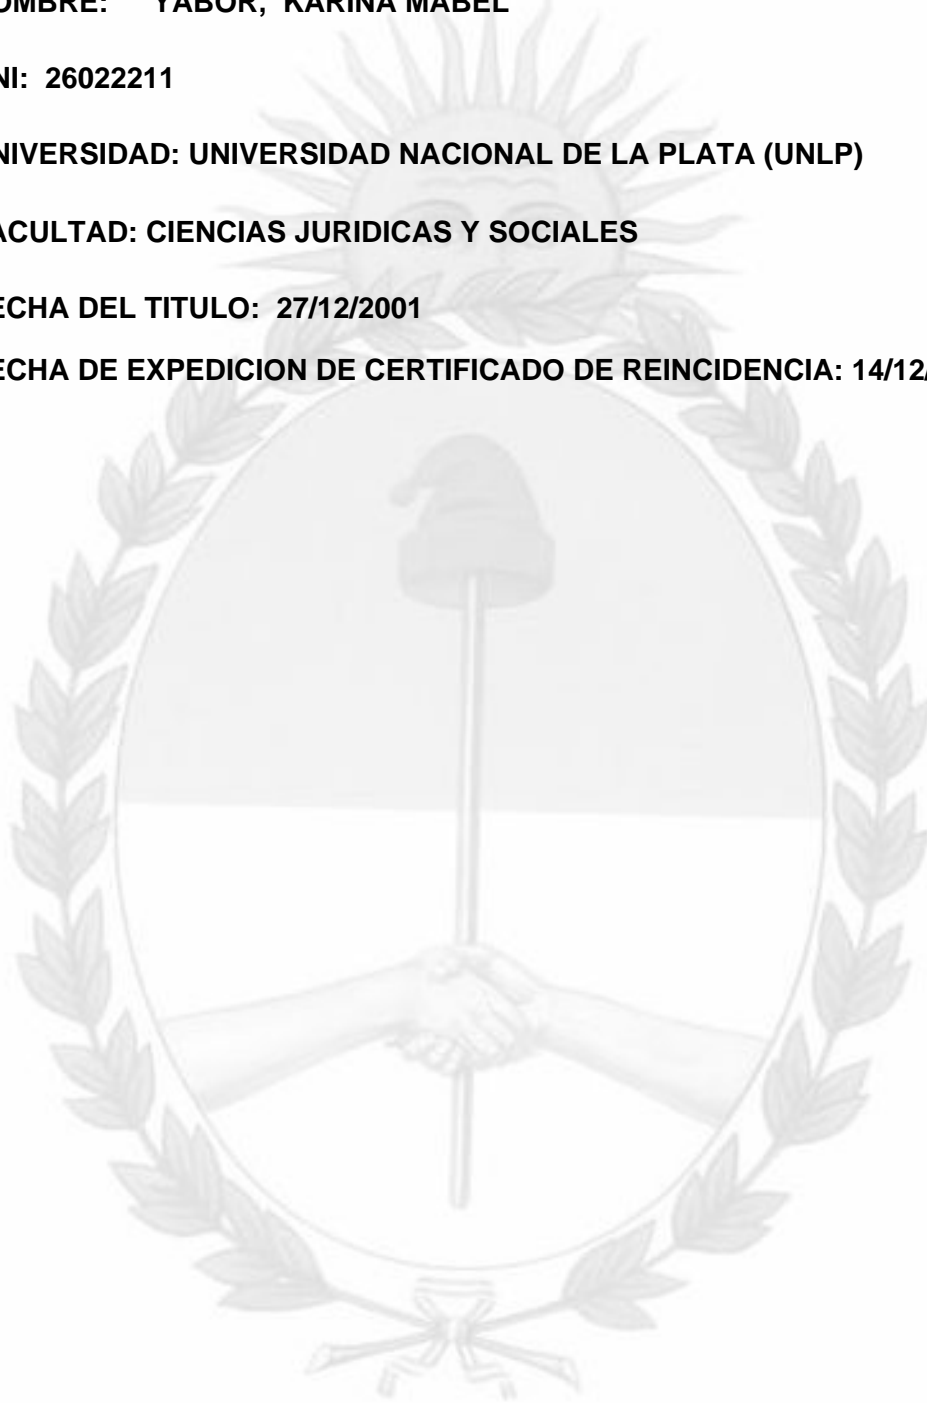 OMBRE: YABOR, KARINA MABEL
NI: 26022211
NIVERSIDAD: UNIVERSIDAD NACIONAL DE LA PLATA (UNLP)
ACULTAD: CIENCIAS JURIDICAS Y SOCIALES
ECHA DEL TITULO: 27/12/2001
ECHA DE EXPEDICION DE CERTIFICADO DE REINCIDENCIA: 14/12/